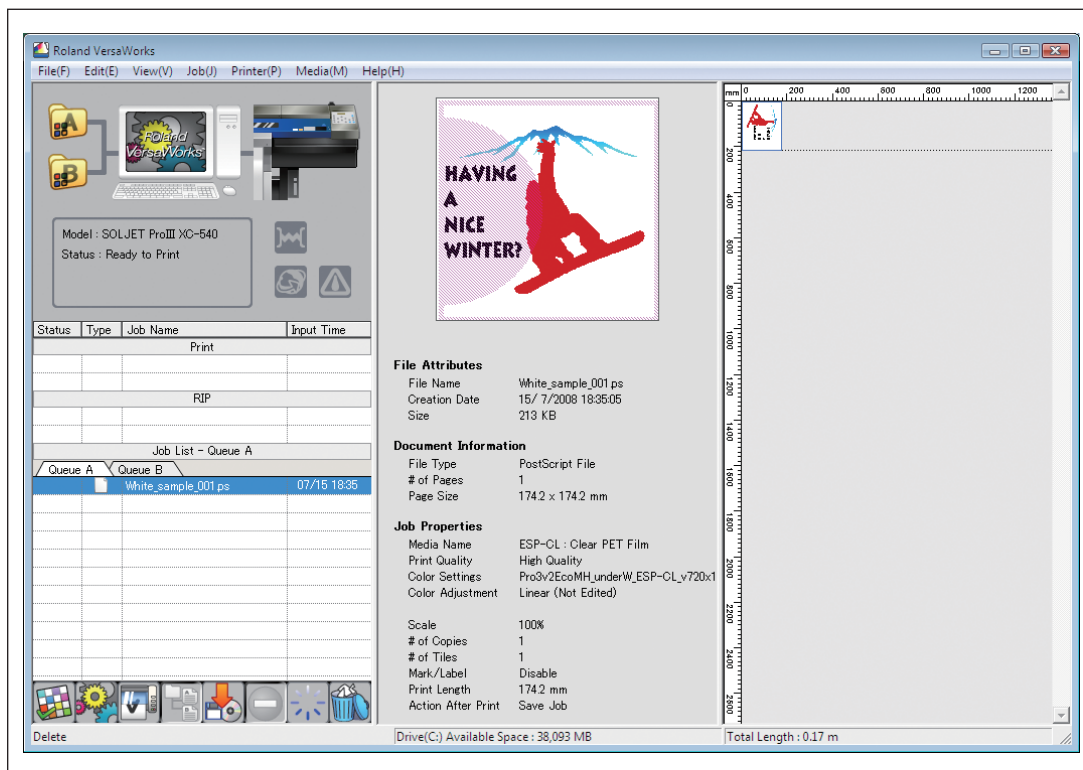 Roland VersaWorks
File(F) Edit(E) View(V) Job(J) Printer(P) Media(M) Help(H)
A
B
Roland
VersaWorks
Roland
Model : SOLJET ProIII XC-540
Status : Ready to Print
Status Type Job Name Input Time
Print
RIP
Job List - Queue A
Queue A Queue B
White_sample_001.ps 07/15 18:35
Delete
HAVING
A
NICE
WINTER?
File Attributes
File Name White_sample_001.ps
Creation Date 15/ 7/2008 18:35:05
Size 213 KB
Document Information
File Type PostScript File
# of Pages 1
Page Size 174.2 x 174.2 mm
Job Properties
Media Name ESP-CL : Clear PET Film
Print Quality High Quality
Color Settings Pro3v2EcoMH_underW_ESP-CL_v720x1
Color Adjustment Linear (Not Edited)
Scale 100%
# of Copies 1
# of Tiles 1
Mark/Label Disable
Print Length 174.2 mm
Action After Print Save Job
Drive(C:) Available Space : 38,093 MB
mm 0 200 400 600 800 1000 1200
0
200
400
600
800
1000
1200
1400
1600
1800
2000
2200
2400
2600
Total Length : 0.17 m